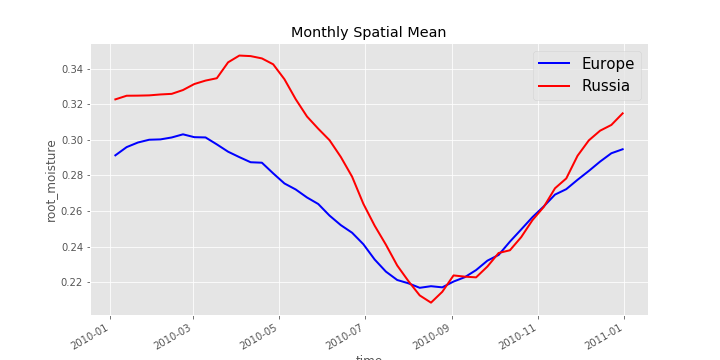 Monthly Spatial Mean
Europe
Russia
root_moisture
0.34
0.32
0.30
0.28
0.26
0.24
0.22
2010-01
2010-03
2010-05
2010-07
2010-09
2010-11
2011-01
time